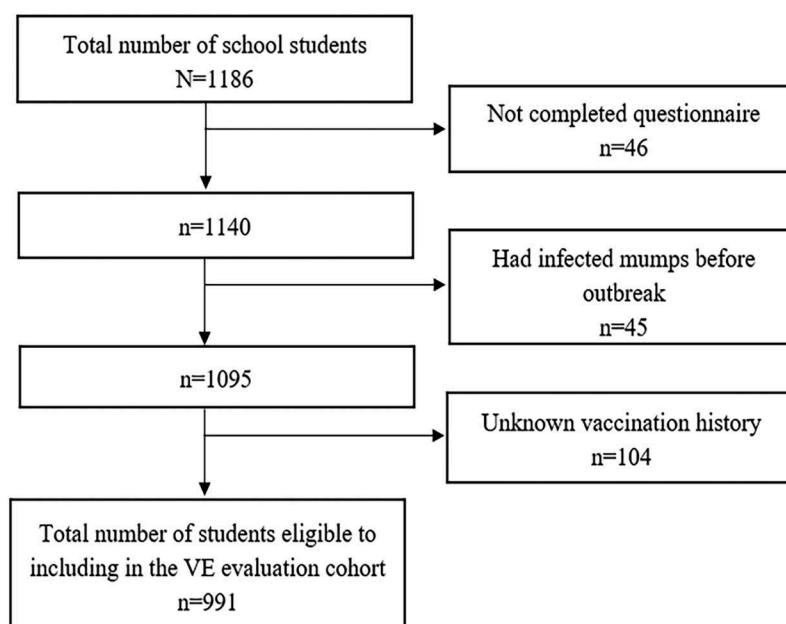 Total number of school students
N=1186
Not completed questionnaire
n=46
n=1140
Had infected mumps before
outbreak
n=45
n=1095
Unknown vaccination history
n=104
Total number of students eligible to
including in the VE evaluation cohort
n=991